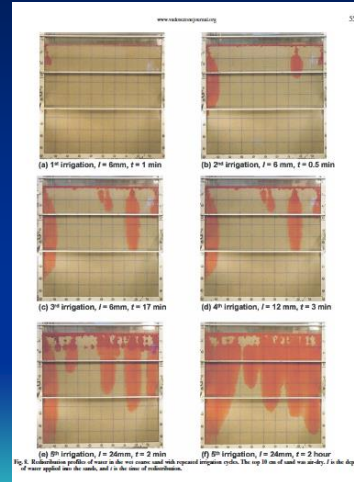 www.vadosezonejournal.org 55
(a) 1st irrigation, I = 6mm, t = 1 min
(b) 2nd irrigation, I = 6 mm, t = 0.5 min
(c) 3rd irrigation, I = 6mm, t = 17 min
(d) 4th irrigation, I = 12 mm, t = 3 min
(e) 5th irrigation, I = 24mm, t = 2 min
(f) 5th irrigation, I = 24mm, t = 2 hour
Fig. 8. Redistribution profiles of water in the wet coarse sand with repeated irrigation cycles. The top 10 cm of sand was air-dry. I is the dep
of water applied into the sands, and t is the time of redistribution.